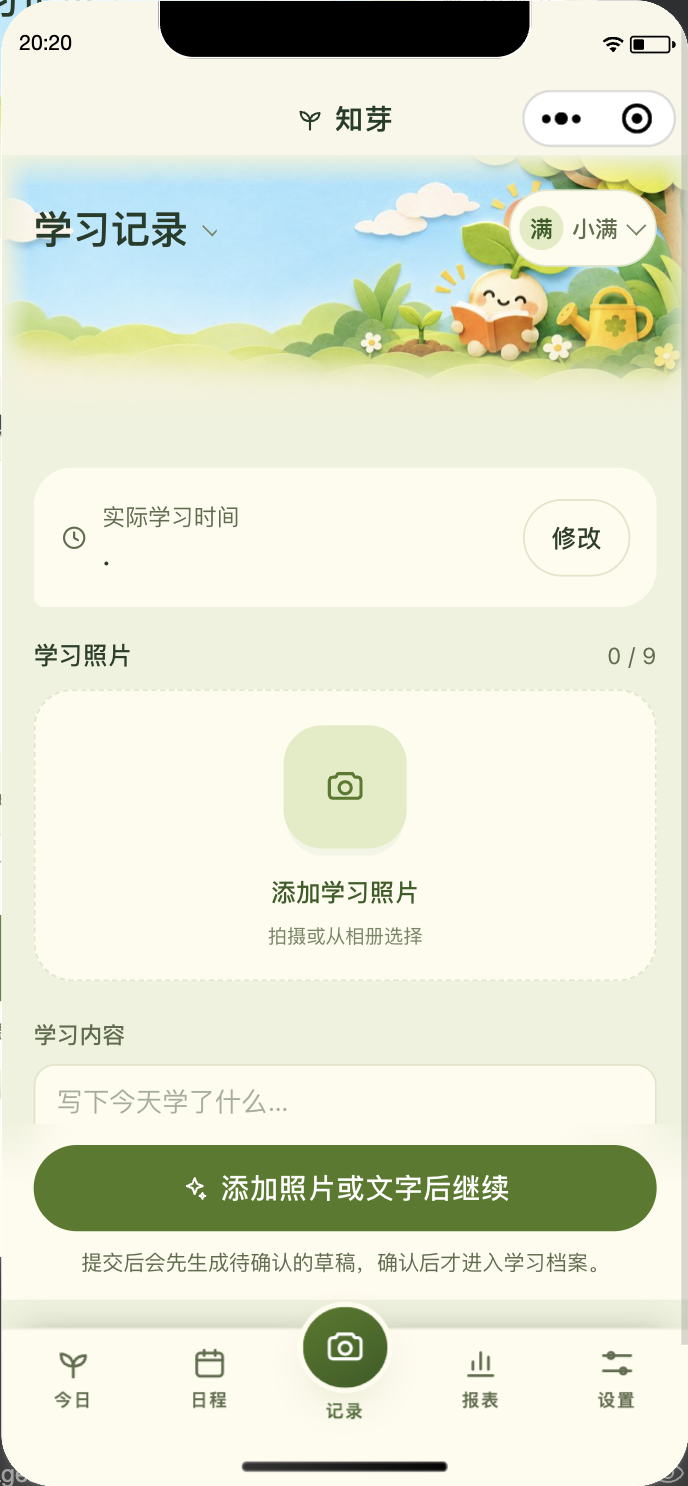 20:20
知芽
学习记录
满 小满
实际学习时间
·
修改
学习照片
0 / 9
添加学习照片
拍摄或从相册选择
学习内容
写下今天学了什么...
添加照片或文字后继续
提交后会先生成待确认的草稿，确认后才进入学习档案。
今日
日程
记录
报表
设置